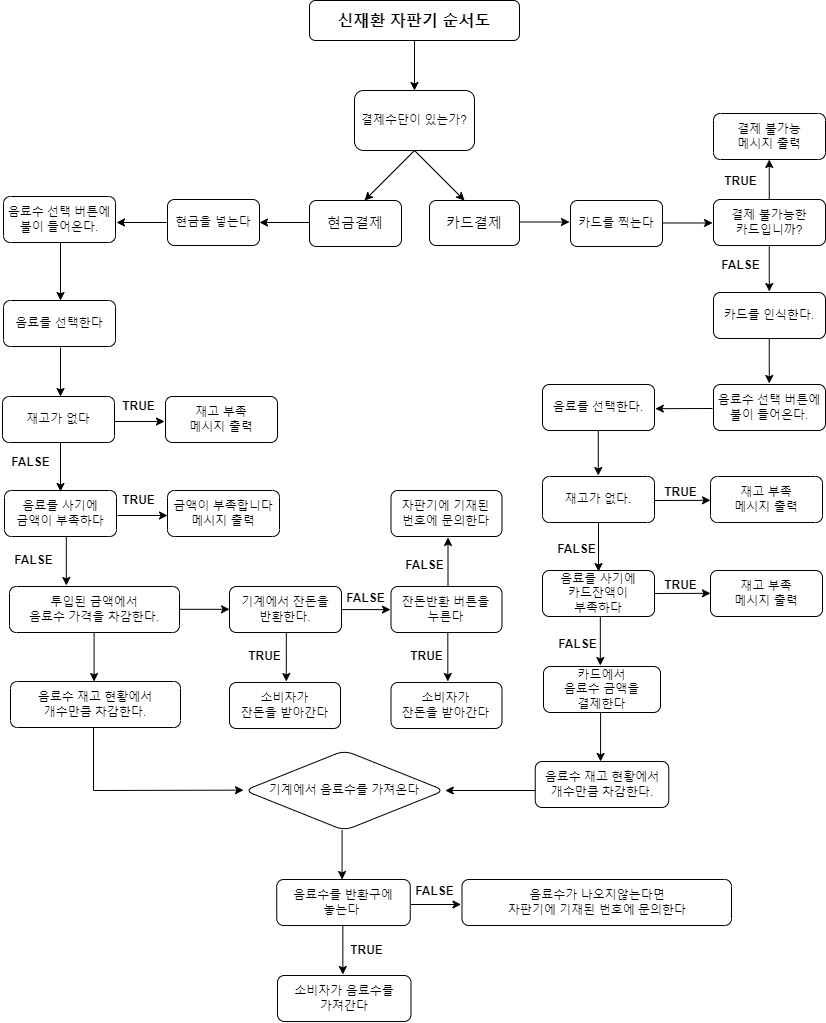 신재환 자판기 순서도
결제수단이 있는가?
결제 불가능
메시지 출력
TRUE
음료수 선택 버튼에
불이 들어온다.
현금을 넣는다
현금결제
카드결제
카드를 찍는다
결제 불가능한
카드입니까?
FALSE
음료를 선택한다
카드를 인식한다.
재고가 없다
TRUE
재고 부족
메시지 출력
음료를 선택한다.
음료수 선택 버튼에
불이 들어온다.
FALSE
음료를 사기에
금액이 부족하다
TRUE
금액이 부족합니다
메시지 출력
자판기에 기재된
번호에 문의한다
재고가 없다.
TRUE
재고 부족
메시지 출력
FALSE
FALSE
FALSE
투입된 금액에서
음료수 가격을 차감한다.
기계에서 잔돈을
반환한다.
FALSE
잔돈반환 버튼을
누른다
음료를 사기에
카드잔액이
부족하다
TRUE
재고 부족
메시지 출력
TRUE
TRUE
FALSE
음료수 재고 현황에서
개수만큼 차감한다.
소비자가
잔돈을 받아간다
소비자가
잔돈을 받아간다
카드에서
음료수 금액을
결제한다
기계에서 음료수를 가져온다
음료수 재고 현황에서
개수만큼 차감한다.
음료수를 반환구에
놓는다
FALSE
음료수가 나오지않는다면
자판기에 기재된 번호에 문의한다
TRUE
소비자가 음료수를
가져간다